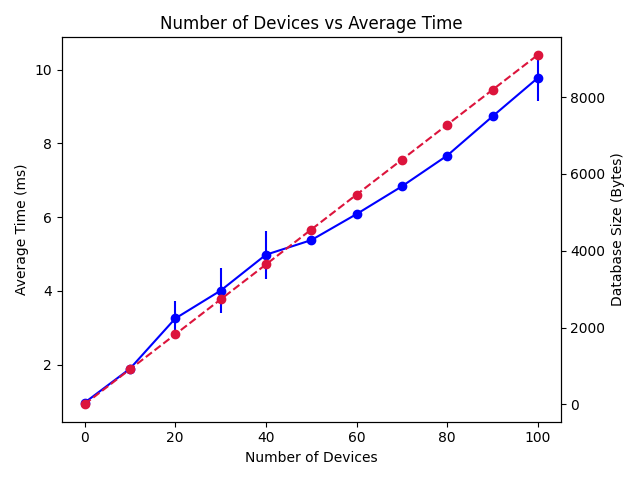 Number of Devices vs Average Time
10
8
6
4
2
Average Time (ms)
8000
6000
4000
2000
0
Database Size (Bytes)
0 20 40 60 80 100
Number of Devices